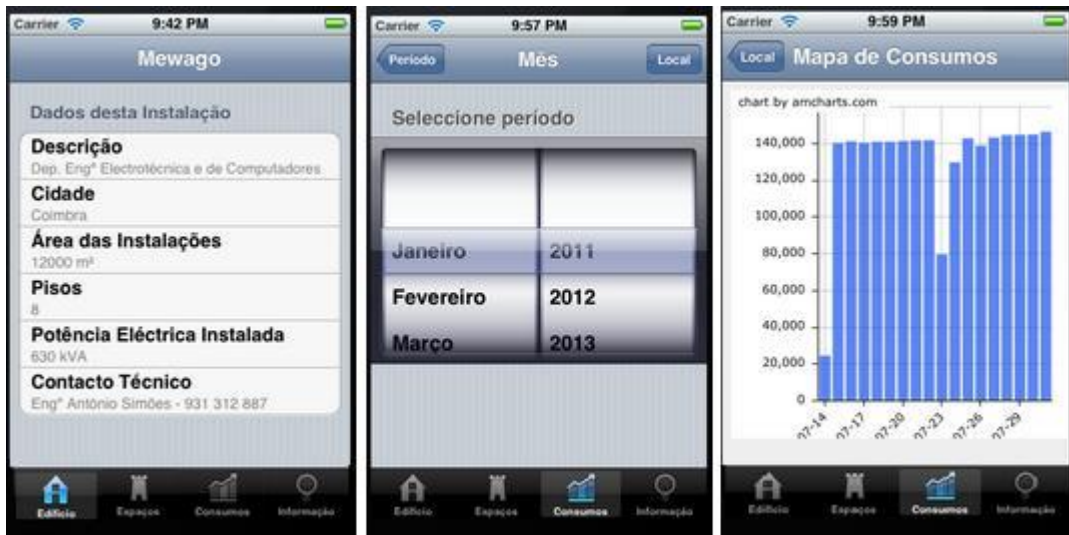 Carrier 9:42 PM
Mewago
Dados desta Instalação
Descrição
Dep. Engª Electrotécnica e de Computadores
Cidade
Coimbra
Área das Instalações
12000 m²
Pisos
8
Potência Eléctrica Instalada
630 kVA
Contacto Técnico
Engº António Simões - 931 312 887
Edifício Espaços Consumos Informação
Carrier 9:57 PM
Período Mês Local
Seleccione período
Janeiro 2011
Fevereiro 2012
Março 2013
Edifício Espaços Consumos Informação
Carrier 9:59 PM
Local Mapa de Consumos
chart by amcharts.com
140,000
120,000
100,000
80,000
60,000
40,000
20,000
0
07-14 07-17 07-20 07-23 07-26 07-29
Edifício Espaços Consumos Informação